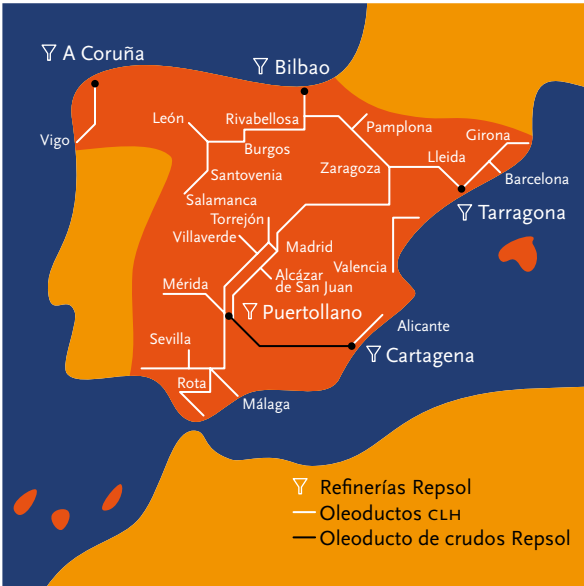 A Coruña
Bilbao
León
Rivabellosa
Pamplona
Girona
Vigo
Burgos
Zaragoza
Lleida
Santovenia
Barcelona
Salamanca
Tarragona
Torrejón
Villaverde
Madrid
Valencia
Alcázar
de San Juan
Mérida
Puertollano
Alicante
Sevilla
Cartagena
Rota
Málaga
Refinerías Repsol
Oleoductos CLH
Oleoducto de crudos Repsol